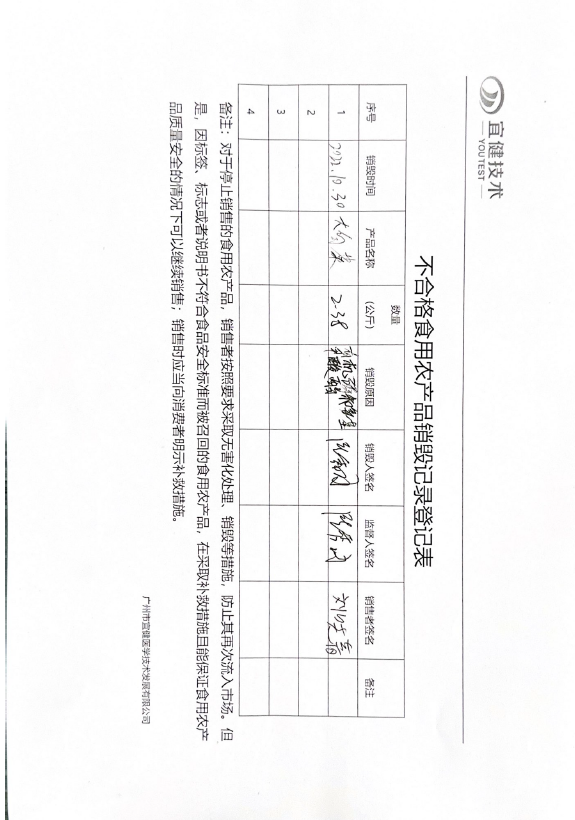 宜健技术
YOUTEST
不合格食用农产品销毁记录登记表
序号 销毁时间 产品名称 数量（公斤） 销毁原因 销毁人签名 监督人签名 销售者签名 备注
1 2022.10.30 2.38
2
3
4
备注：对于停止销售的食用农产品，销售者按照要求采取无害化处理、销毁等措施，防止其再次流入市场。但
是，因标签、标志或者说明书不符合食品安全标准而被召回的食用农产品，在采取补救措施且能保证食用农产
品质量安全的情况下可以继续销售；销售时应当向消费者明示补救措施。
广州市宜健医学技术发展有限公司